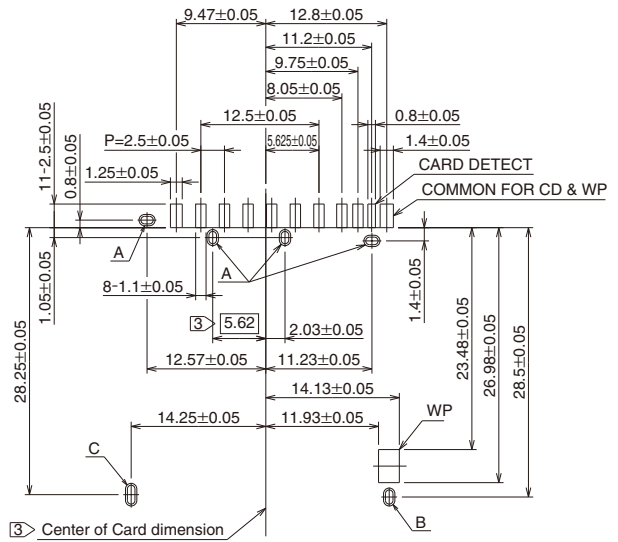 9.47±0.05
12.8±0.05
11.2±0.05
9.75±0.05
8.05±0.05
12.5±0.05
0.8±0.05
P=2.5±0.05
5.625±0.05
1.4±0.05
11-2.5±0.05
0.8±0.05
1.25±0.05
CARD DETECT
COMMON FOR CD & WP
A
A
1.05±0.05
8-1.1±0.05
1.4±0.05
3 5.62
2.03±0.05
28.25±0.05
12.57±0.05
11.23±0.05
23.48±0.05
26.98±0.05
28.5±0.05
14.13±0.05
14.25±0.05
11.93±0.05
WP
C
B
3 Center of Card dimension